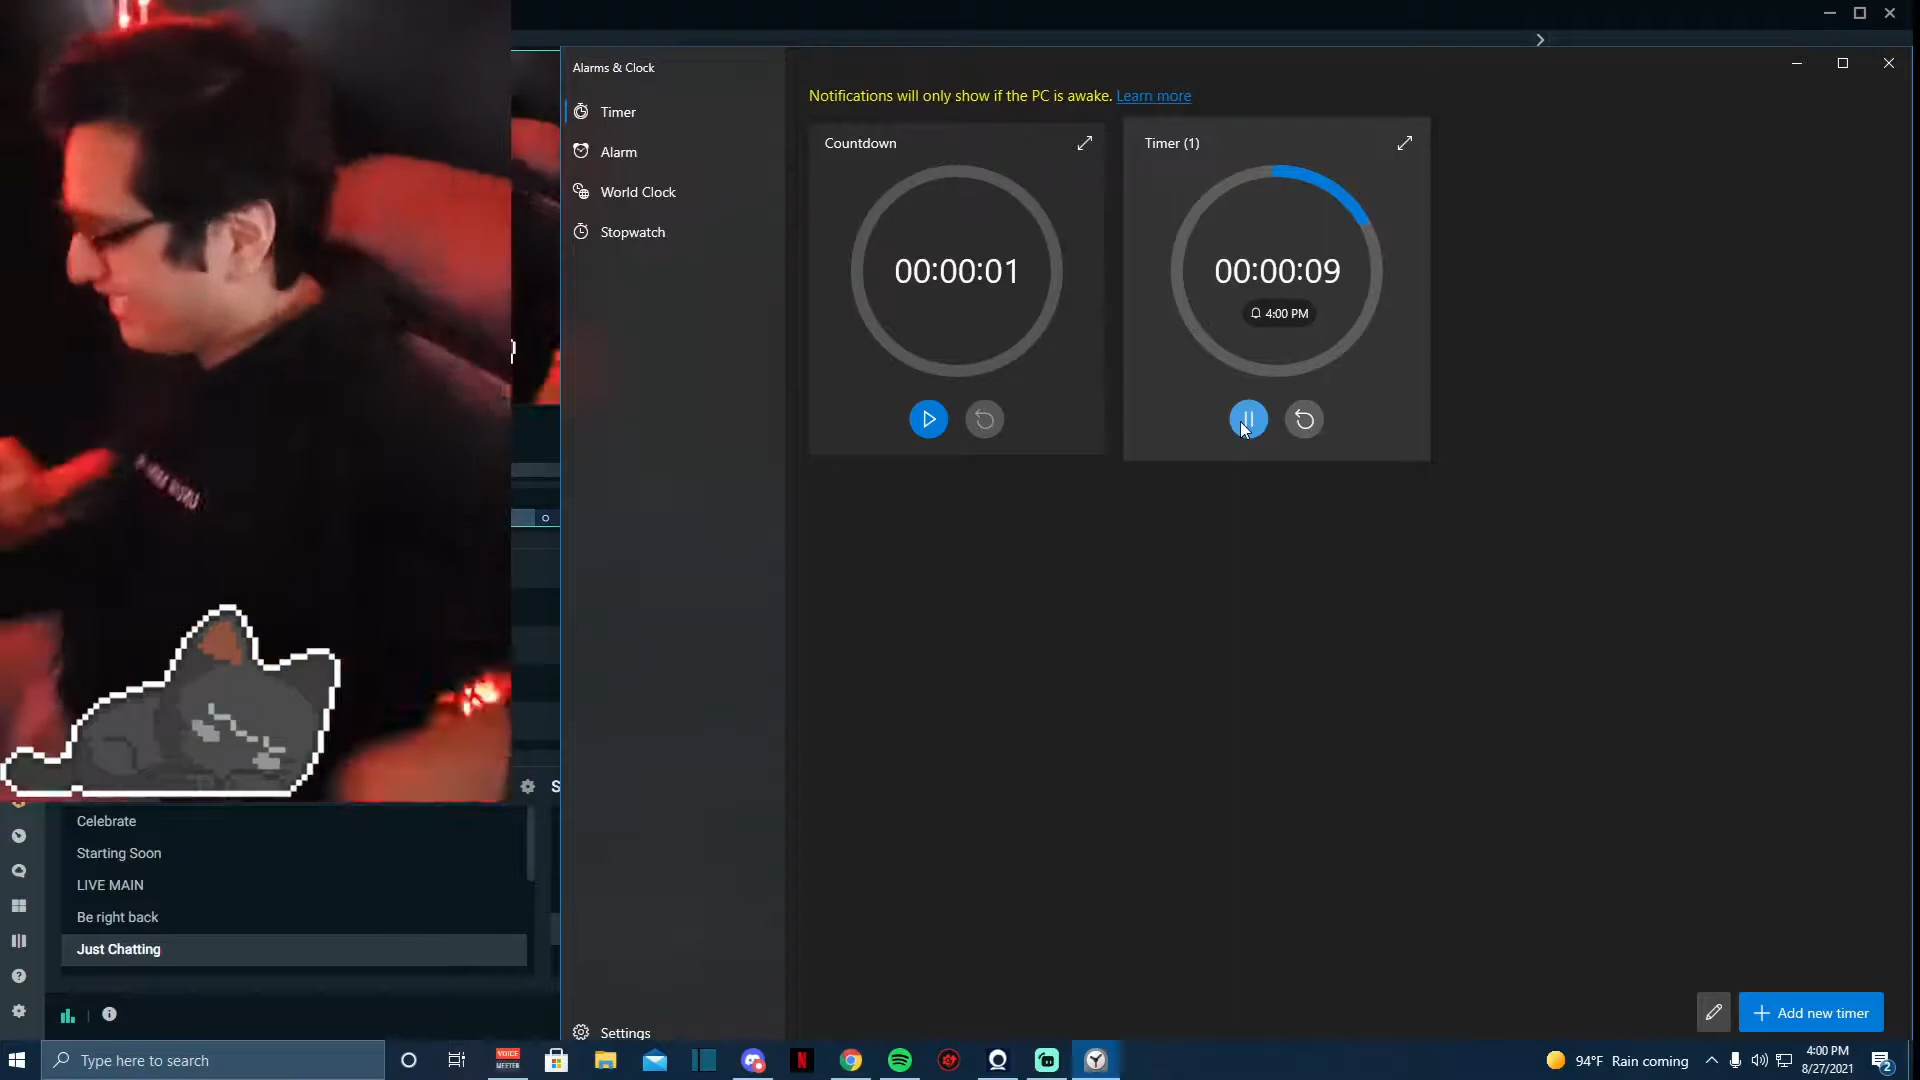 Alarms & Clock
Timer
Alarm
World Clock
Stopwatch
Notifications will only show if the PC is awake. Learn more
Countdown
00:00:01
Timer (1)
00:00:09
4:00 PM
Celebrate
Starting Soon
LIVE MAIN
Be right back
Just Chatting
Settings
Add new timer
Type here to search
VOICE
MEETER
94°F Rain coming
4:00 PM
8/27/2021
2